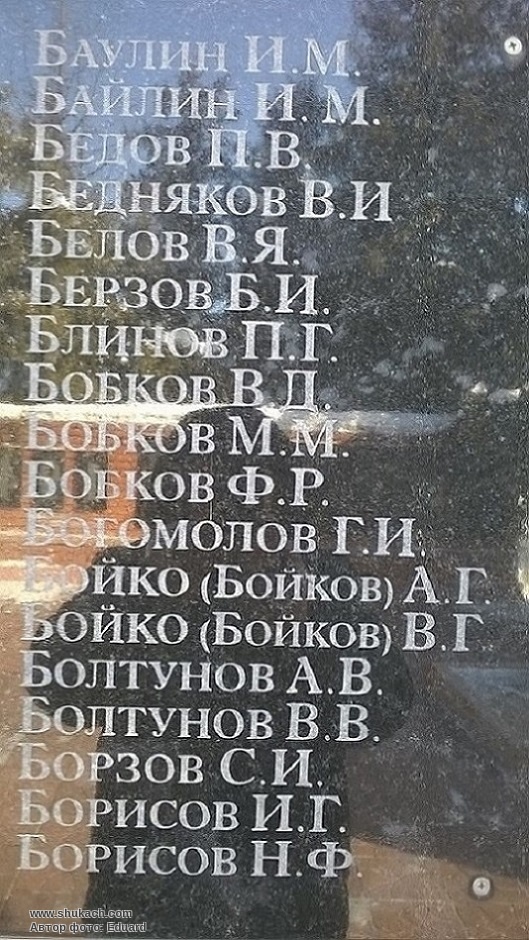 Баулин И.М.
Байлин И.М.
Бедов П.В.
Бедняков В.И
Белов В.Я.
Берзов Б.И.
Блинов П.Г.
Бобков В.Д.
Бобков М.М.
Бобков Ф.Р.
Богомолов Г.И.
Бойко (Бойков) А.Г.
Бойко (Бойков) В.Г.
Болтунов А.В.
Болтунов В.В.
Борзов С.И.
Борисов И.Г.
Борисов Н.Ф.
www.shukach.com
Автор фото: Eduard